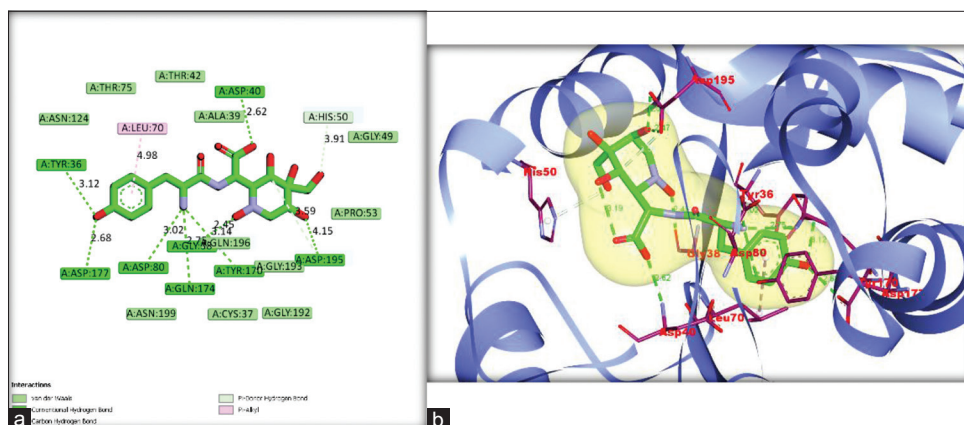 A:THR:42
A:THR:75
A:ASP:40
2.62
A:ASN:124
A:ALA:39
A:HIS:50
A:LEU:70
3.91
A:GLY:49
4.98
A:TYR:36
3.12
2.68
3.02
2.45
3.14
3.59
4.15
A:PRO:53
A:GLY:38
A:GLN:196
A:ASP:177
A:ASP:80
A:TYR:170
A:GLY:193
A:ASP:195
A:GLN:174
A:ASN:199
A:CYS:37
A:GLY:192
Interactions
van der Waals
Conventional Hydrogen Bond
Carbon Hydrogen Bond
Pi-Donor Hydrogen Bond
Pi-Alkyl
a
Asp195
His50
Tyr36
Gly38
Asp80
Leu70
Asp40
b